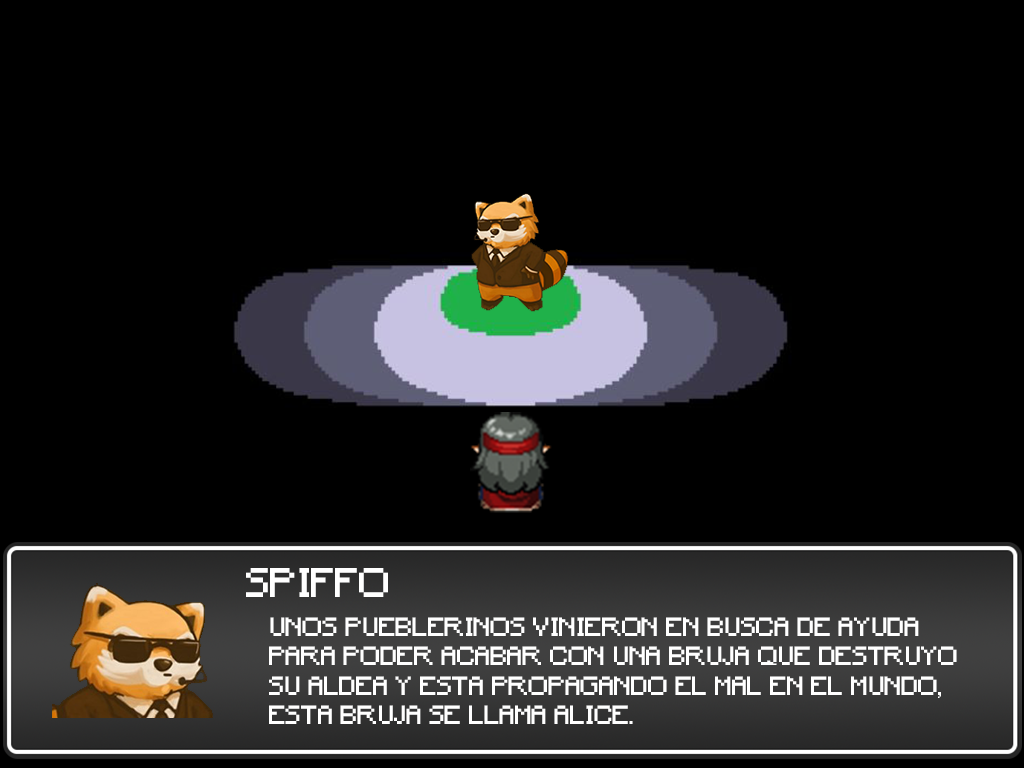 SPIFFO
UNOS PUEBLERINOS VINIERON EN BUSCA DE AYUDA
PARA PODER ACABAR CON UNA BRUJA QUE DESTRUYO
SU ALDEA Y ESTA PROPAGANDO EL MAL EN EL MUNDO,
ESTA BRUJA SE LLAMA ALICE.